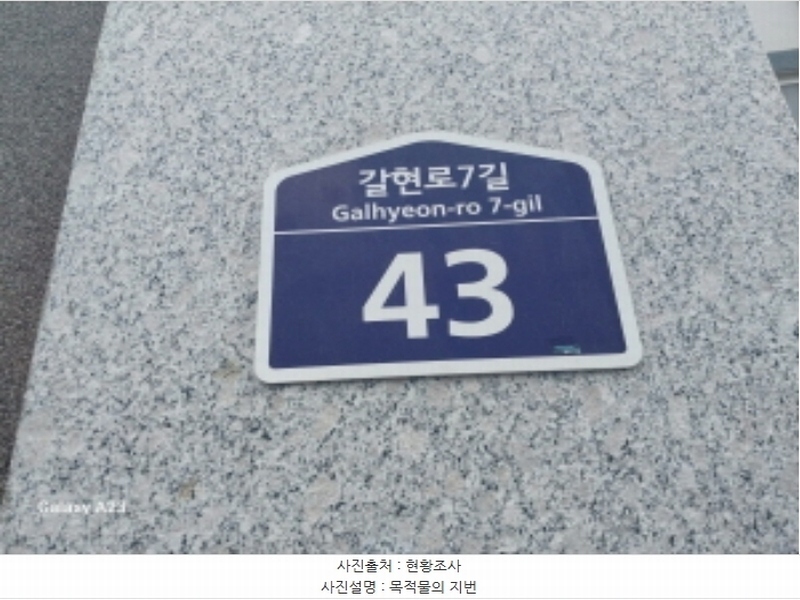 갈현로7길
Galhyeon-ro 7-gil
43
Galaxy A23
사진출처 : 현황조사
사진설명 : 목적물의 지번